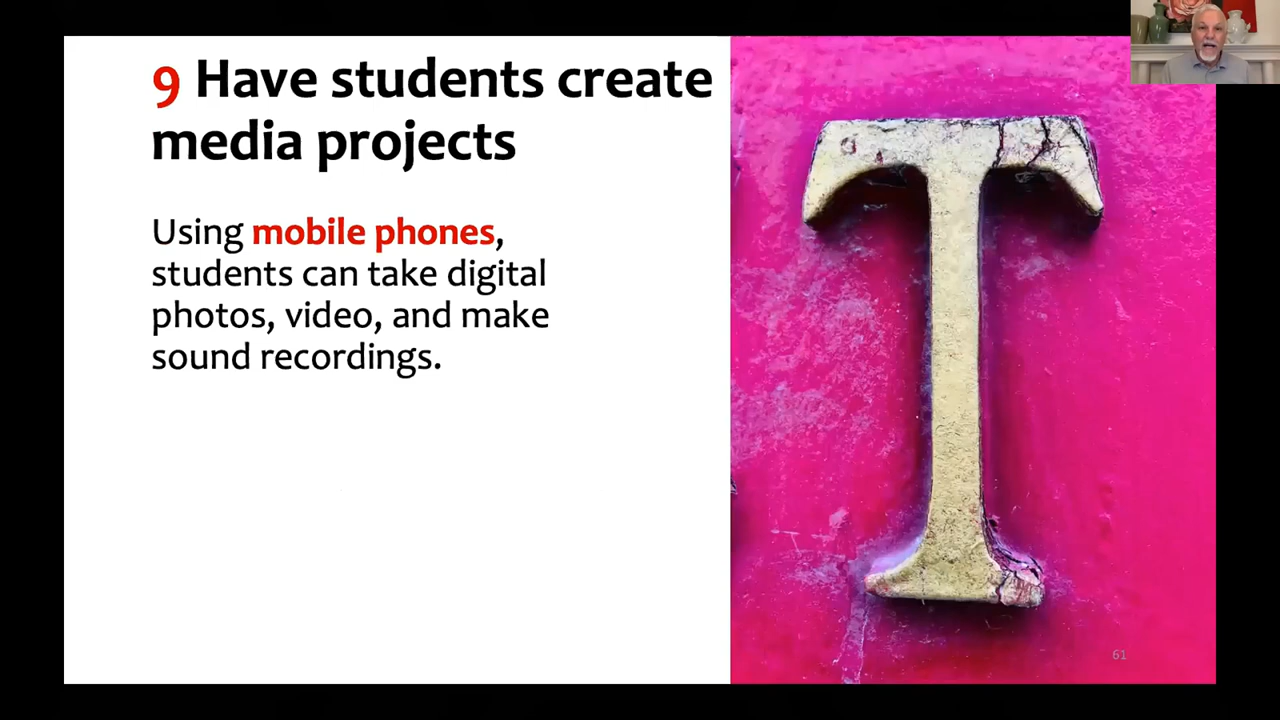 9 Have students create
media projects
Using mobile phones,
students can take digital
photos, video, and make
sound recordings.
T
61